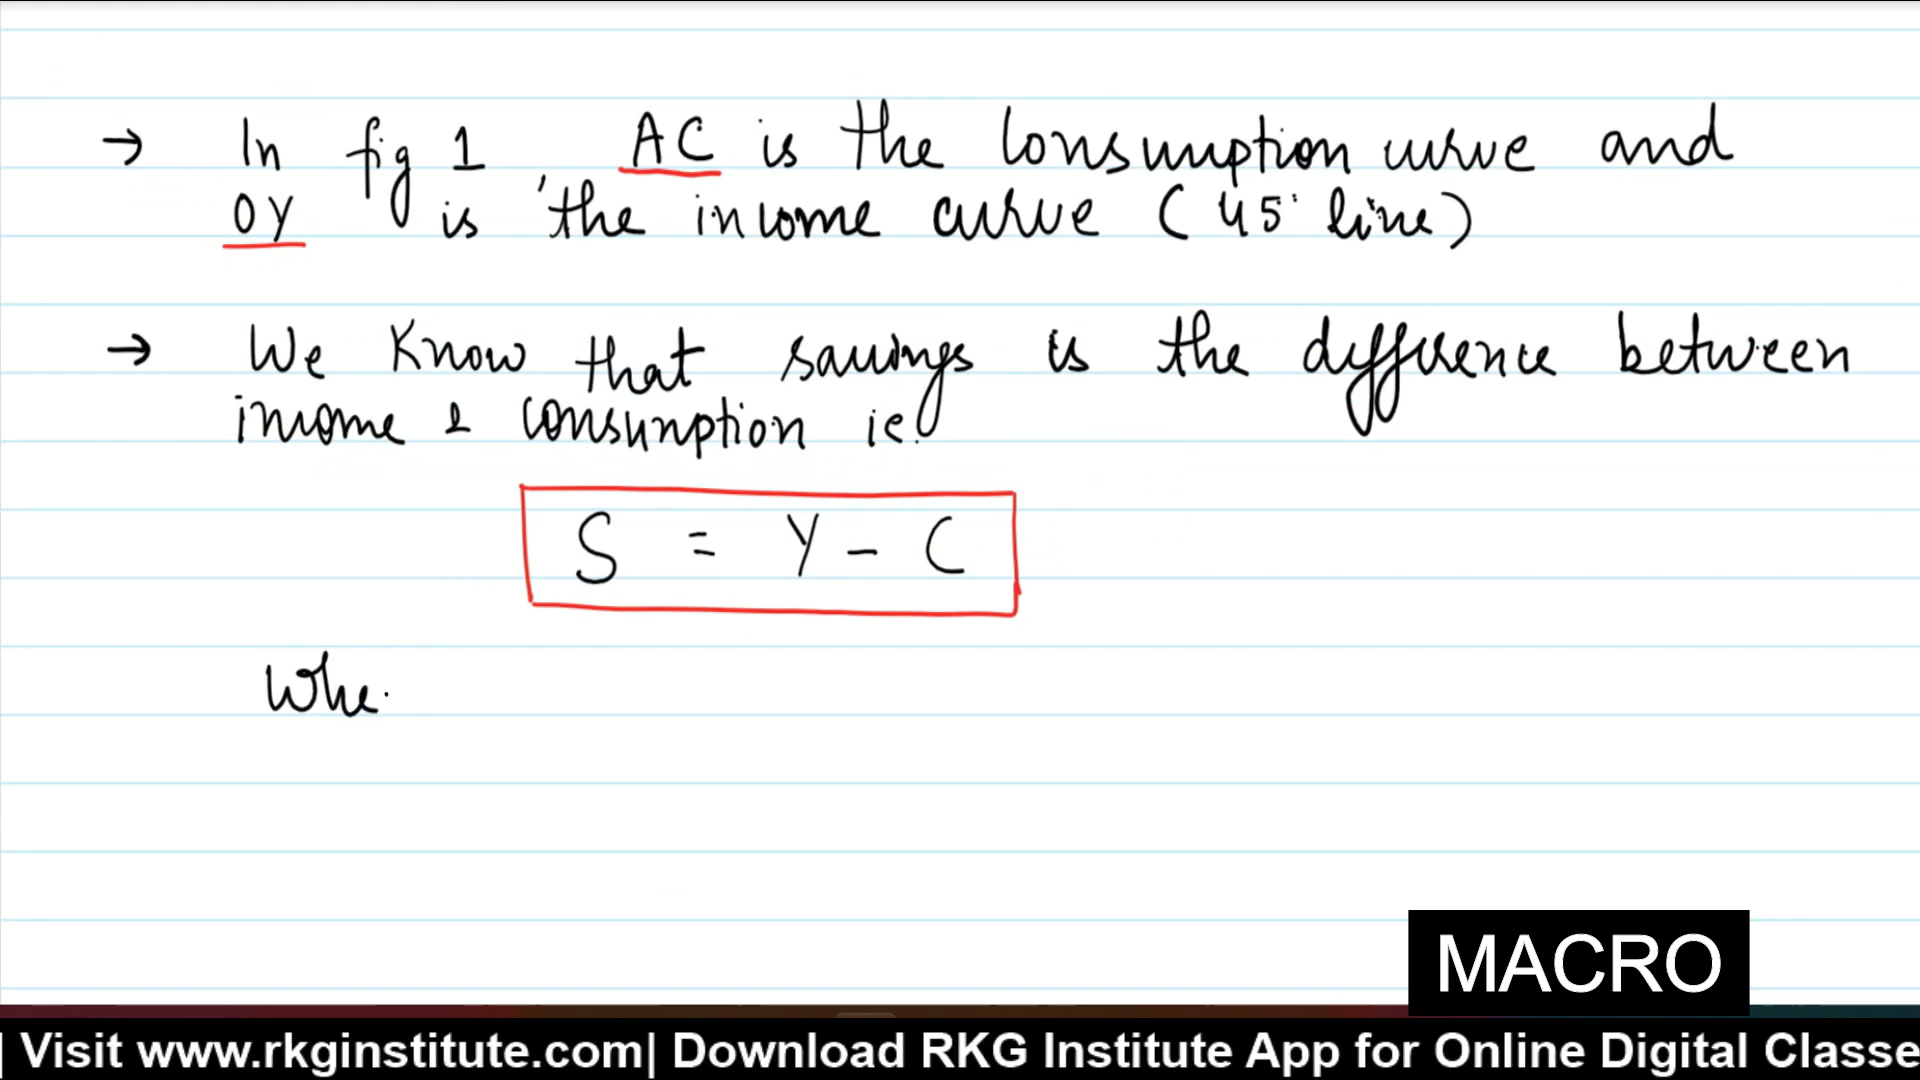 → In fig 1, AC is the Consumption curve and
OY is the income curve (45° line)
→ We Know that savings is the difference between
income & consumption ie.
S = Y - C
Whe
MACRO
| Visit www.rkginstitute.com| Download RKG Institute App for Online Digital Classe